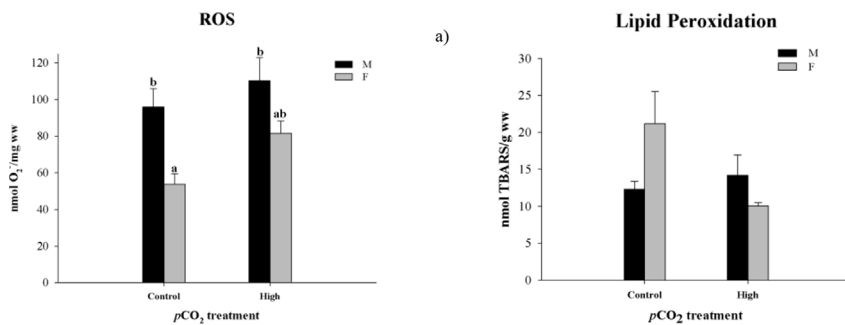 ROS
M
F
nmol O2-/mg ww
120
100
80
60
40
20
0
b
a
b
ab
Control
High
pCO2 treatment
a)
Lipid Peroxidation
M
F
nmol TBARS/g ww
30
25
20
15
10
5
0
Control
High
pCO2 treatment